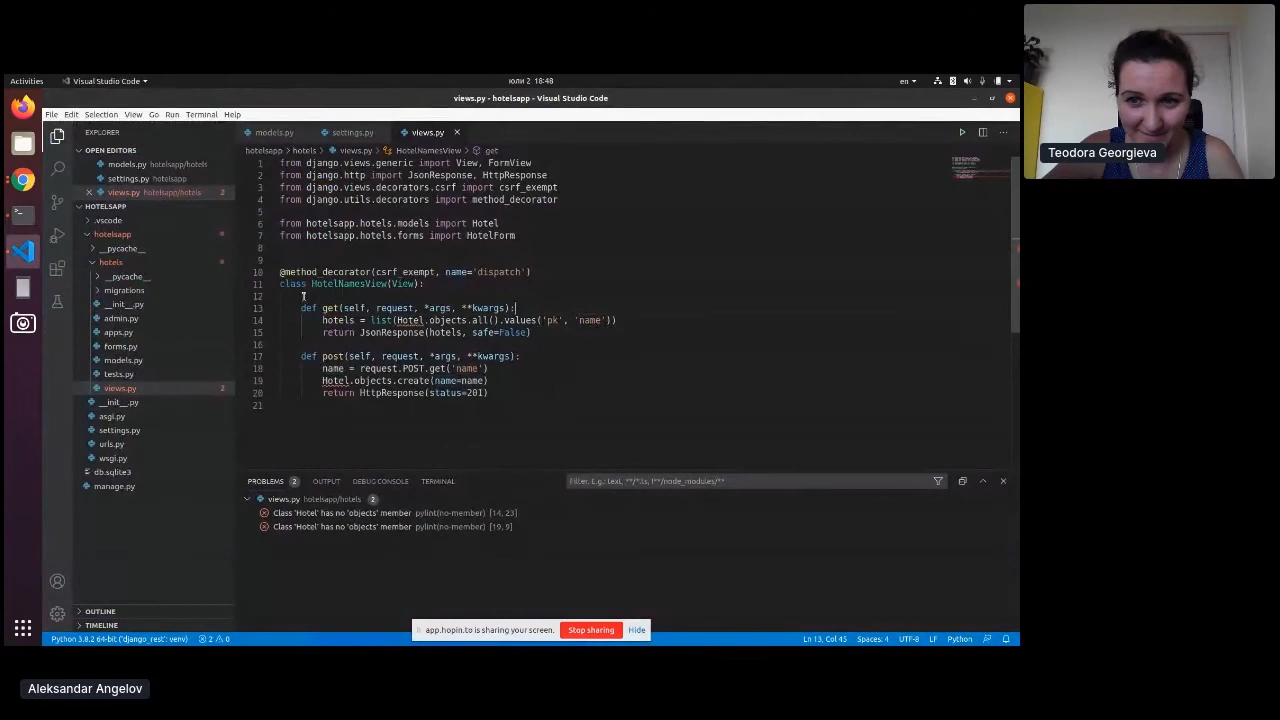 Activities
Visual Studio Code
юли 2 18:48
en
views.py - hotelsapp - Visual Studio Code
File Edit Selection View Go Run Terminal Help
EXPLORER
OPEN EDITORS
models.py hotelsapp/hotels
settings.py hotelsapp
views.py hotelsapp/hotels 2
HOTELSAPP
.vscode
hotelsapp
__pycache__
hotels
__pycache__
migrations
__init__.py
admin.py
apps.py
forms.py
models.py
tests.py
views.py 2
__init__.py
asgi.py
settings.py
urls.py
wsgi.py
db.sqlite3
manage.py
OUTLINE
TIMELINE
models.py settings.py views.py
hotelsapp > hotels > views.py > HotelNamesView > get
1 from django.views.generic import View, FormView
2 from django.http import JsonResponse, HttpResponse
3 from django.views.decorators.csrf import csrf_exempt
4 from django.utils.decorators import method_decorator
5
6 from hotelsapp.hotels.models import Hotel
7 from hotelsapp.hotels.forms import HotelForm
8
9
10 @method_decorator(csrf_exempt, name='dispatch')
11 class HotelNamesView(View):
12
13 def get(self, request, *args, **kwargs):
14 hotels = list(Hotel.objects.all().values('pk', 'name'))
15 return JsonResponse(hotels, safe=False)
16
17 def post(self, request, *args, **kwargs):
18 name = request.POST.get('name')
19 Hotel.objects.create(name=name)
20 return HttpResponse(status=201)
21
PROBLEMS 2 OUTPUT DEBUG CONSOLE TERMINAL
Filter. E.g.: text, **/*.ts, !**/node_modules/**
views.py hotelsapp/hotels 2
Class 'Hotel' has no 'objects' member pylint(no-member) [14, 23]
Class 'Hotel' has no 'objects' member pylint(no-member) [19, 9]
app.hopin.to is sharing your screen. Stop sharing Hide
Python 3.8.2 64-bit ('django_rest': venv) 2 0
Ln 13, Col 45 Spaces: 4 UTF-8 LF Python
Teodora Georgieva
Aleksandar Angelov